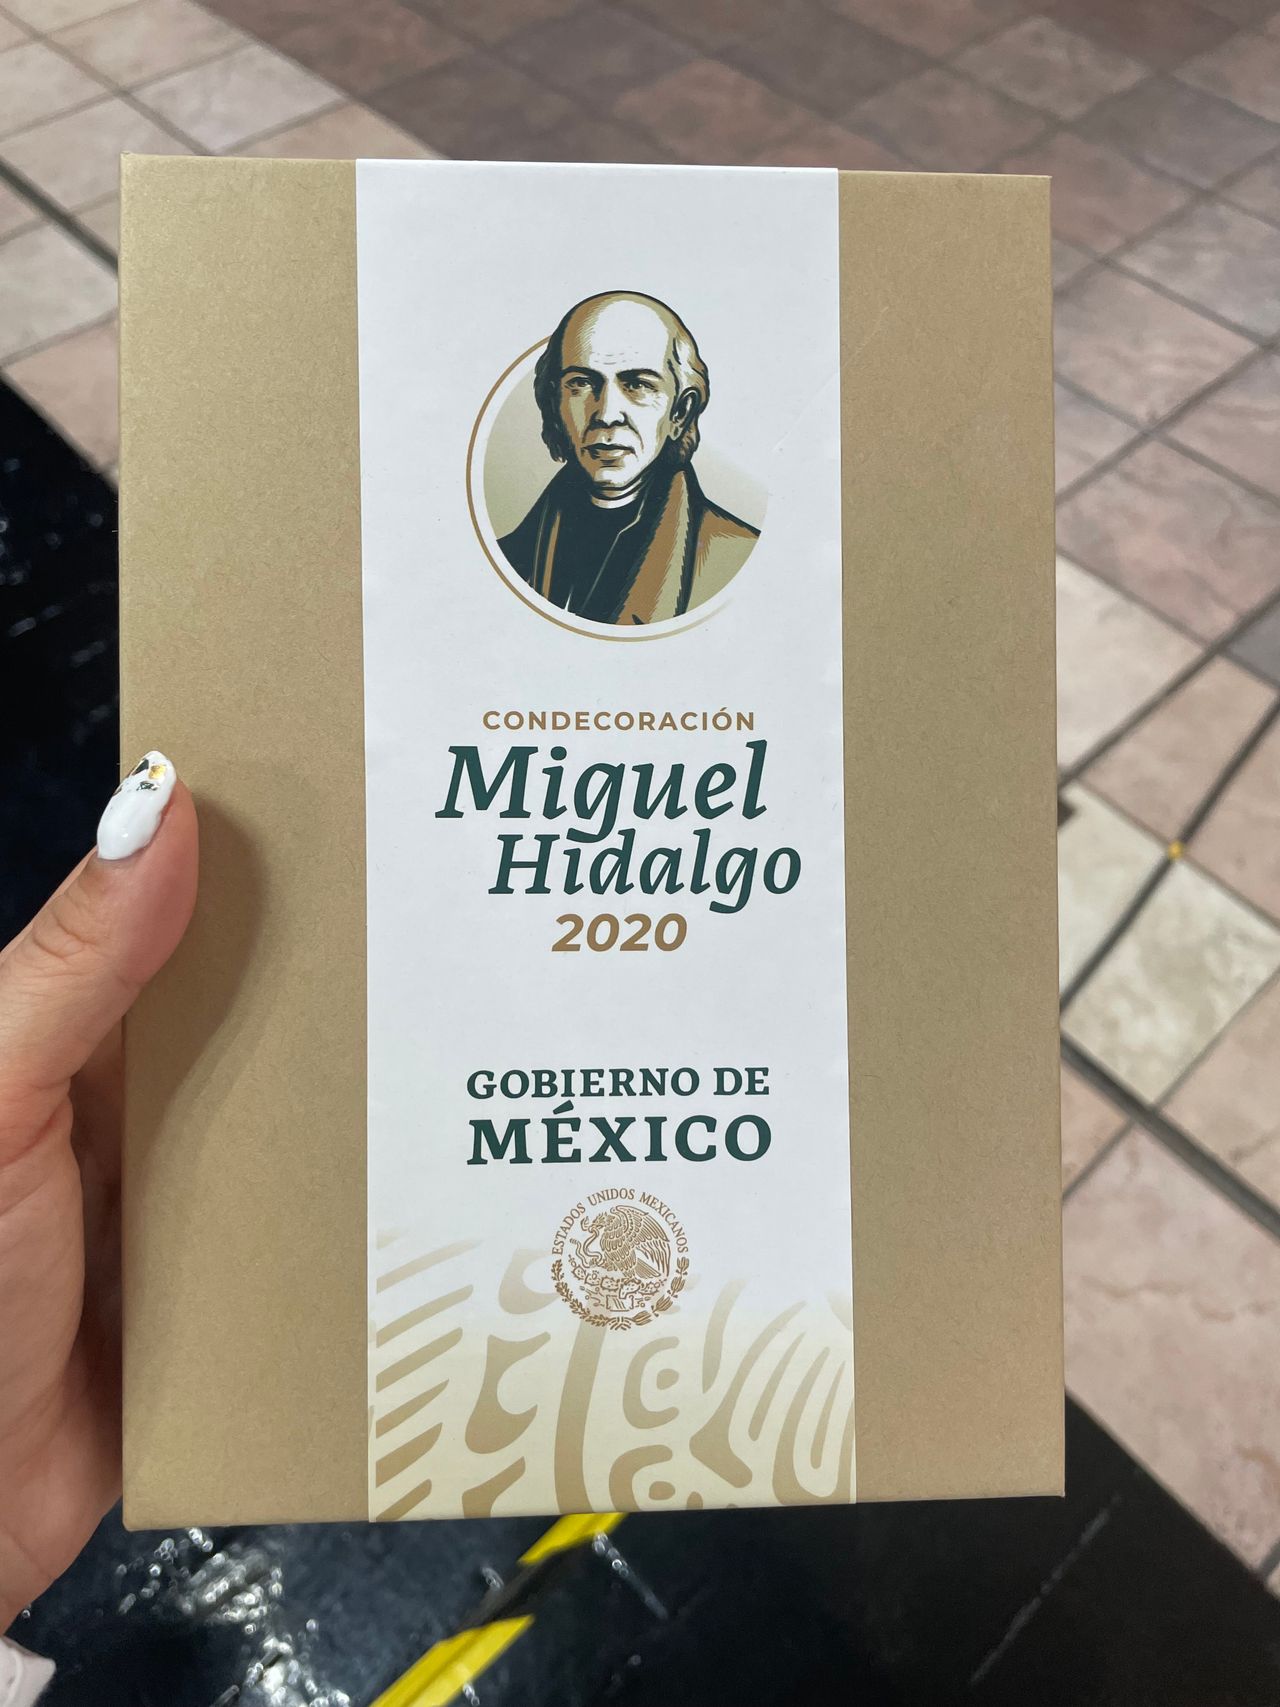 CONDECORACIÓN
Miguel
Hidalgo
2020
GOBIERNO DE
MÉXICO
ESTADOS UNIDOS MEXICANOS